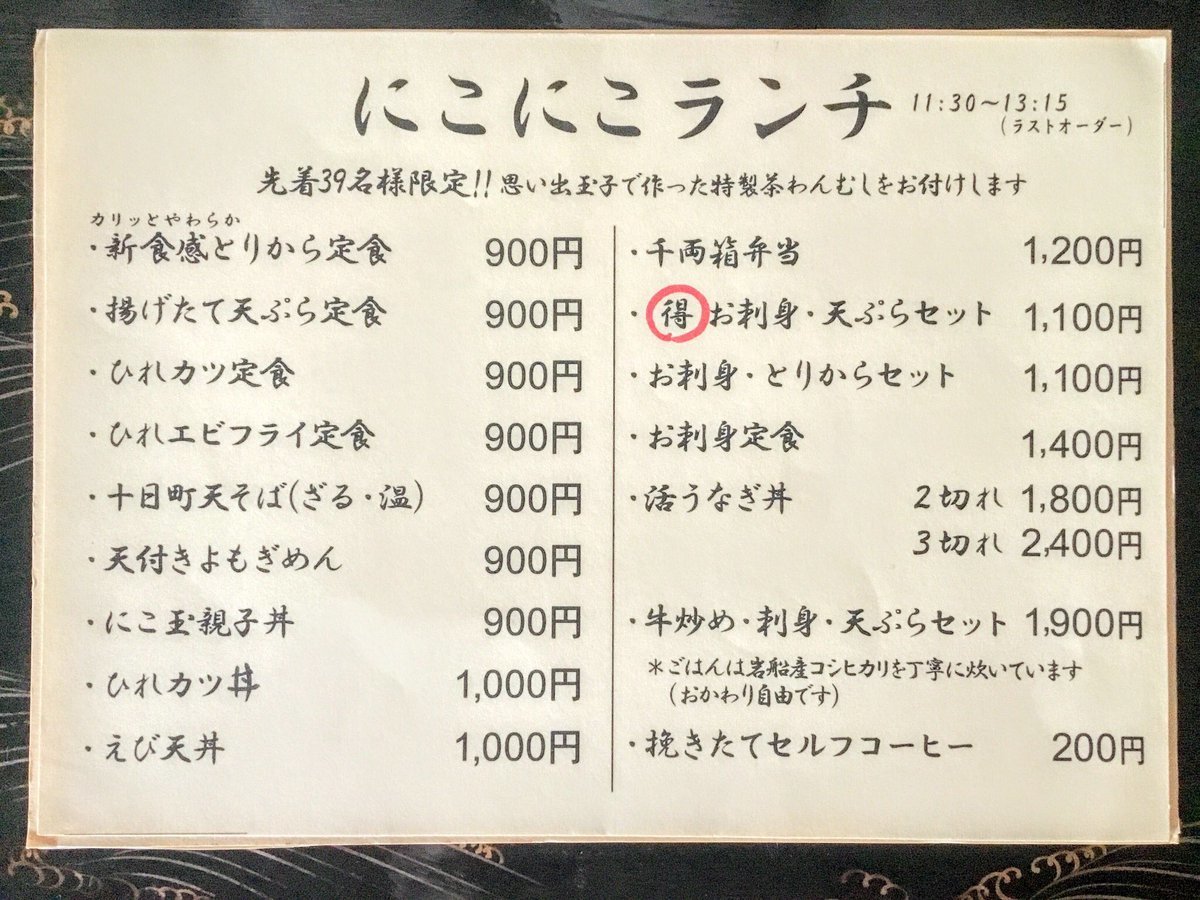 にこにこランチ 11:30～13:15
(ラストオーダー)
先着39名様限定!!思い出玉子で作った特製茶わんむしをお付けします
カリッとやわらか
・新食感とりから定食 900円
・揚げたて天ぷら定食 900円
・ひれカツ定食 900円
・ひれエビフライ定食 900円
・十日町天そば(ざる・温) 900円
・天付きよもぎめん 900円
・にこ玉親子丼 900円
・ひれカツ丼 1,000円
・えび天丼 1,000円
・千両箱弁当 1,200円
・得お刺身・天ぷらセット 1,100円
・お刺身・とりからセット 1,100円
・お刺身定食 1,400円
・活うなぎ丼 2切れ 1,800円
3切れ 2,400円
・牛炒め・刺身・天ぷらセット 1,900円
＊ごはんは岩船産コシヒカリを丁寧に炊いています
(おかわり自由です)
・挽きたてセルフコーヒー 200円